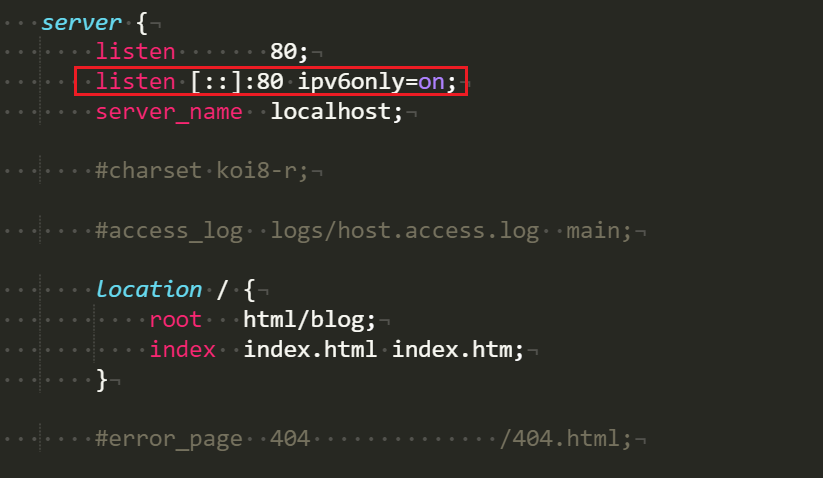 server {
listen 80;
listen [::]:80 ipv6only=on;
server_name localhost;
#charset koi8-r;
#access_log logs/host.access.log main;
location / {
root html/blog;
index index.html index.htm;
}
#error_page 404 /404.html;